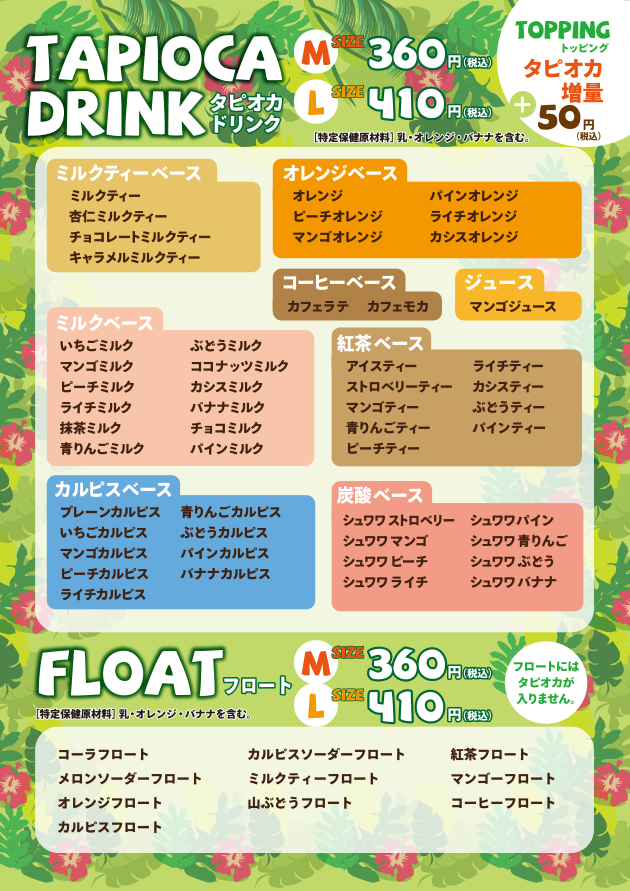 TAPIOCA
DRINK タピオカ
ドリンク
M SIZE 360円(税込)
L SIZE 410円(税込)
[特定保健原材料]乳・オレンジ・バナナを含む。
TOPPING
トッピング
タピオカ
増量
+50円
(税込)
ミルクティーベース
ミルクティー
杏仁ミルクティー
チョコレートミルクティー
キャラメルミルクティー
オレンジベース
オレンジ パインオレンジ
ピーチオレンジ ライチオレンジ
マンゴオレンジ カシスオレンジ
コーヒーベース
カフェラテ カフェモカ
ジュース
マンゴジュース
ミルクベース
いちごミルク ぶどうミルク
マンゴミルク ココナッツミルク
ピーチミルク カシスミルク
ライチミルク バナナミルク
抹茶ミルク チョコミルク
青りんごミルク パインミルク
紅茶ベース
アイスティー ライチティー
ストロベリーティー カシスティー
マンゴティー ぶどうティー
青りんごティー パインティー
ピーチティー
カルピスベース
プレーンカルピス 青りんごカルピス
いちごカルピス ぶどうカルピス
マンゴカルピス パインカルピス
ピーチカルピス バナナカルピス
ライチカルピス
炭酸ベース
シュワワ ストロベリー シュワワ パイン
シュワワ マンゴ シュワワ 青りんご
シュワワ ピーチ シュワワ ぶどう
シュワワ ライチ シュワワ バナナ
FLOAT フロート
M SIZE 360円(税込)
L SIZE 410円(税込)
[特定保健原材料]乳・オレンジ・バナナを含む。
フロートには
タピオカが
入りません。
コーラフロート カルピスソーダーフロート 紅茶フロート
メロンソーダーフロート ミルクティーフロート マンゴーフロート
オレンジフロート 山ぶどうフロート コーヒーフロート
カルピスフロート